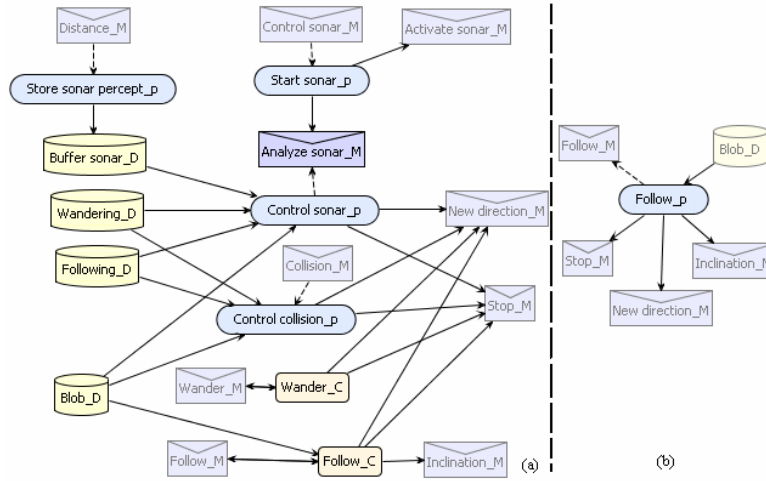 Distance_M
Control sonar_M
Activate sonar_M
Store sonar percept_p
Start sonar_p
Buffer sonar_D
Analyze sonar_M
Wandering_D
Control sonar_p
New direction_M
Following_D
Collision_M
Control collision_p
Stop_M
Wander_M
Wander_C
Blob_D
Follow_M
Follow_C
Inclination_M
(a)
Follow_M
Blob_D
Follow_p
Stop_M
Inclination_M
New direction_M
(b)